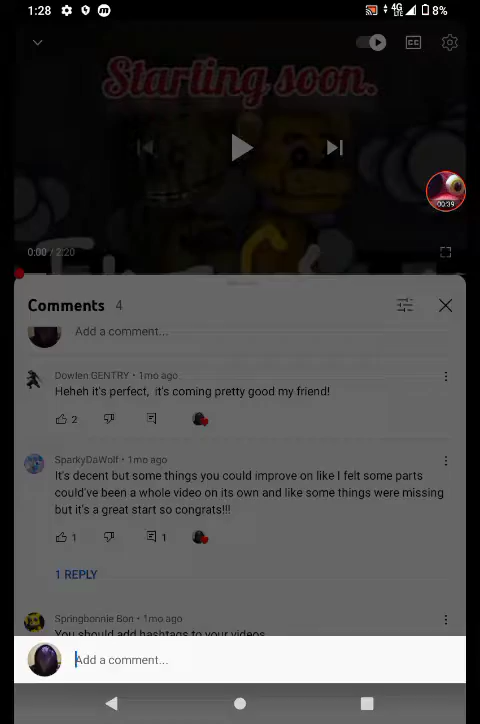 1:28
4G
LTE
8%
Starting soon.
CC
00:39
0:00 / 2:20
Comments 4
Add a comment...
Dowlen GENTRY • 1mo ago
Heheh it's perfect, it's coming pretty good my friend!
2
SparkyDaWolf • 1mo ago
It's decent but some things you could improve on like I felt some parts
could've been a whole video on its own and like some things were missing
but it's a great start so congrats!!!
1
1
1 REPLY
Springbonnie Bon • 1mo ago
You should add hashtags to your videos
Add a comment...